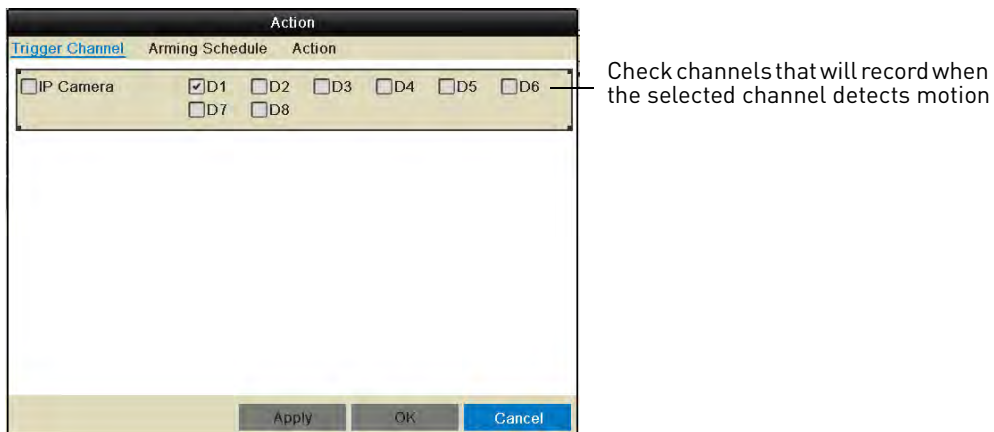 Action
Trigger Channel Arming Schedule Action
IP Camera D1 D2 D3 D4 D5 D6
D7 D8
Check channels that will record when
the selected channel detects motion
Apply OK Cancel